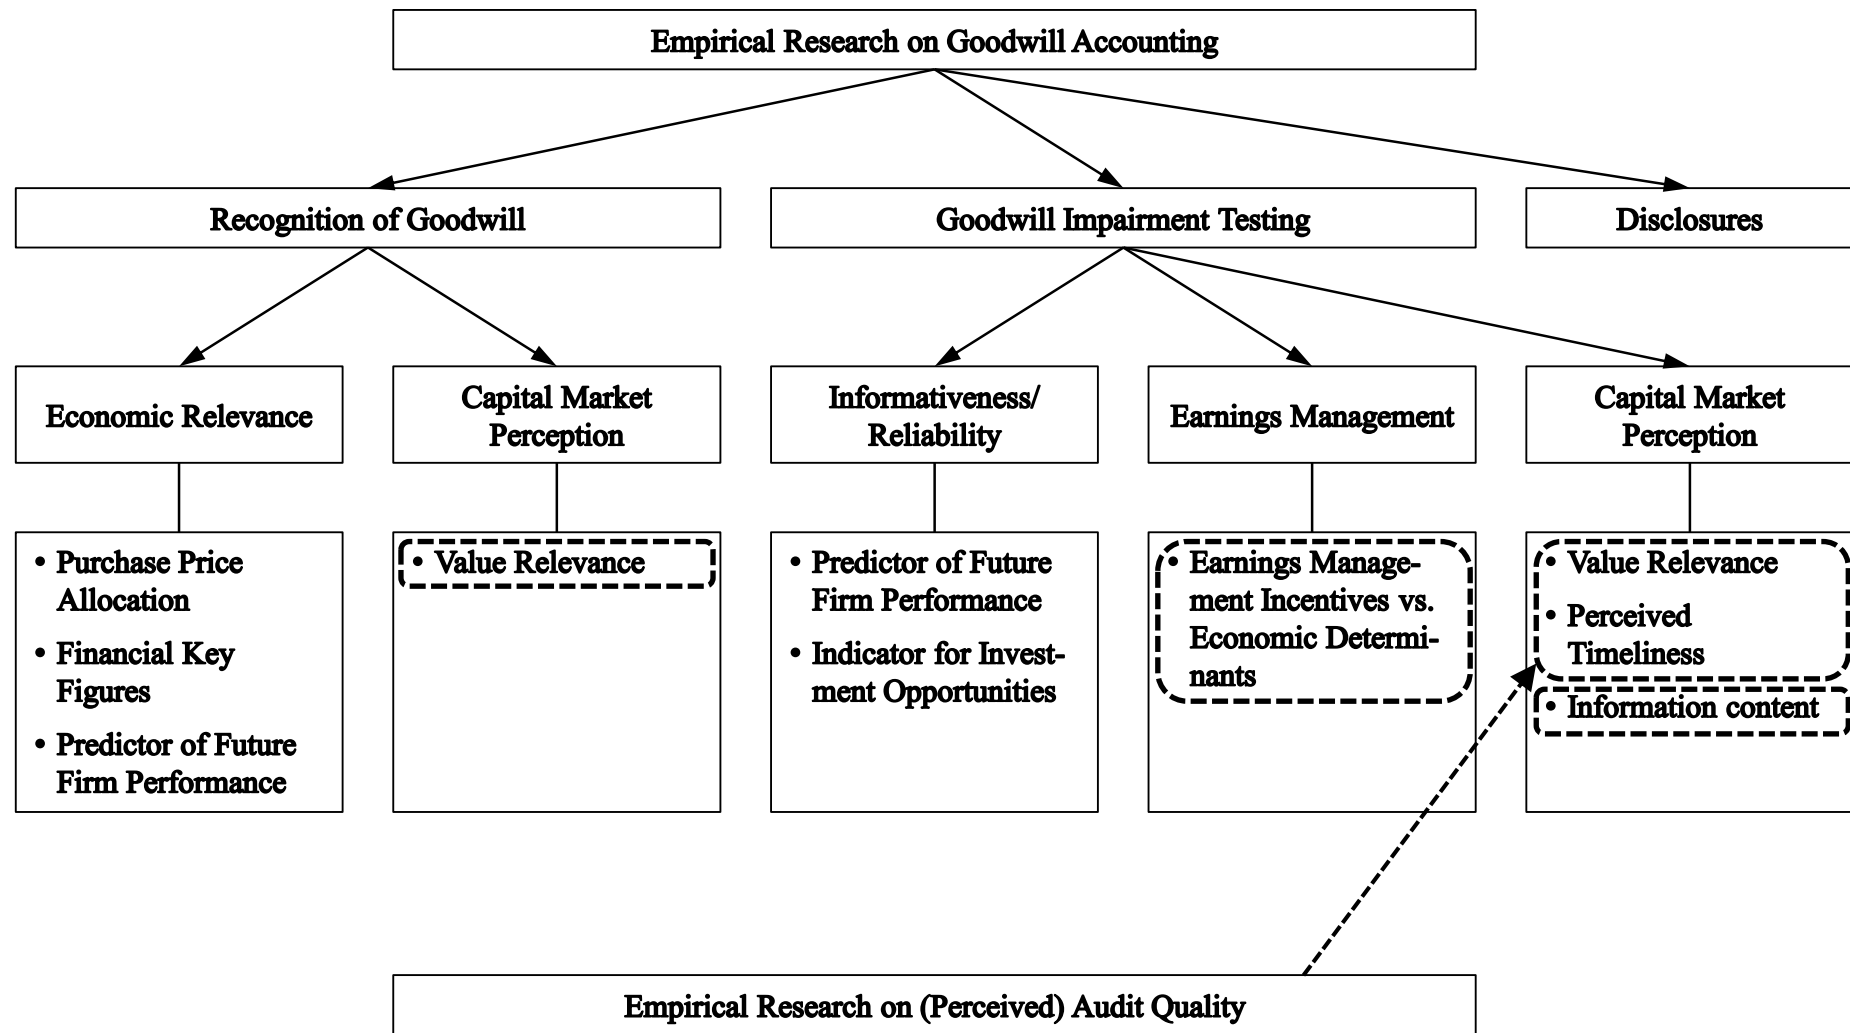 Empirical Research on Goodwill Accounting
Recognition of Goodwill
Goodwill Impairment Testing
Disclosures
Economic Relevance
Capital Market
Perception
Informativeness/
Reliability
Earnings Management
Capital Market
Perception
• Purchase Price
Allocation
• Financial Key
Figures
• Predictor of Future
Firm Performance
• Value Relevance
• Predictor of Future
Firm Performance
• Indicator for Invest-
ment Opportunities
• Earnings Manage-
ment Incentives vs.
Economic Determi-
nants
• Value Relevance
• Perceived
Timeliness
• Information content
Empirical Research on (Perceived) Audit Quality